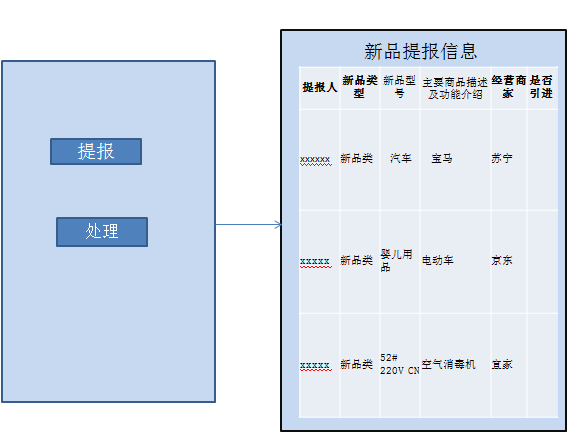 新品提报信息
提报
处理
提报人 新品类型 新品型号 主要商品描述及功能介绍 经营商家 是否引进
xxxxxx 新品类 汽车 宝马 苏宁
xxxxx 新品类 婴儿用品 电动车 京东
xxxxx 新品类 52# 220V CN 空气消毒机 宜家